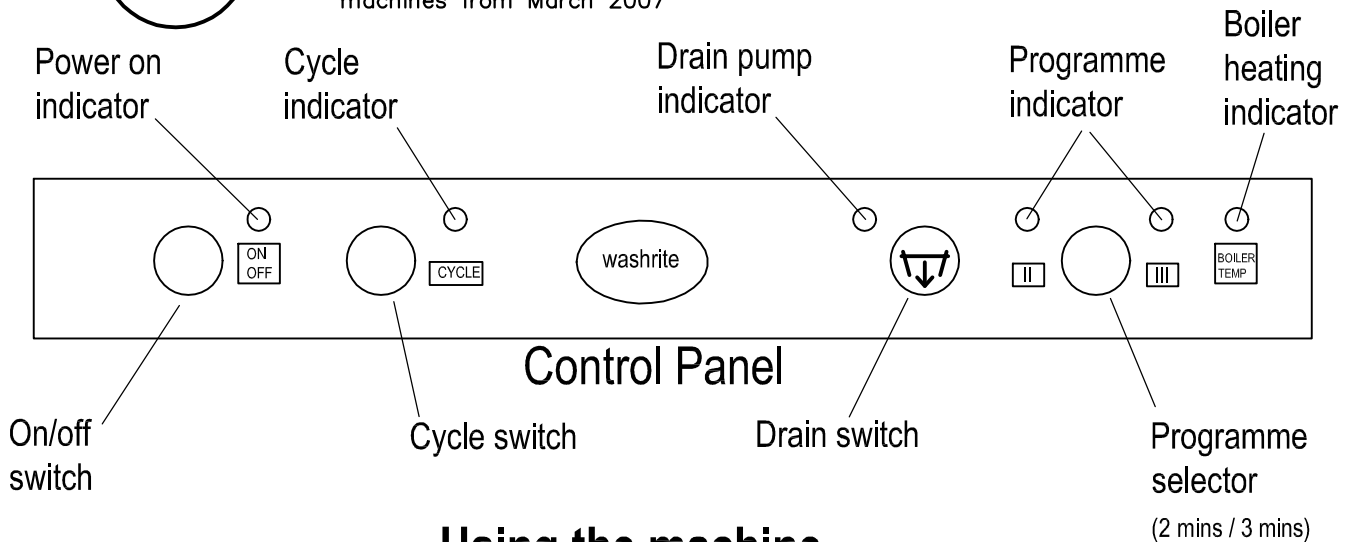 machines from March 2007
Power on
indicator
Cycle
indicator
Drain pump
indicator
Programme
indicator
Boiler
heating
indicator
ON
OFF
CYCLE
washrite
II
III
BOILER
TEMP
Control Panel
On/off
switch
Cycle switch
Drain switch
Programme
selector
(2 mins / 3 mins)
Using the machine